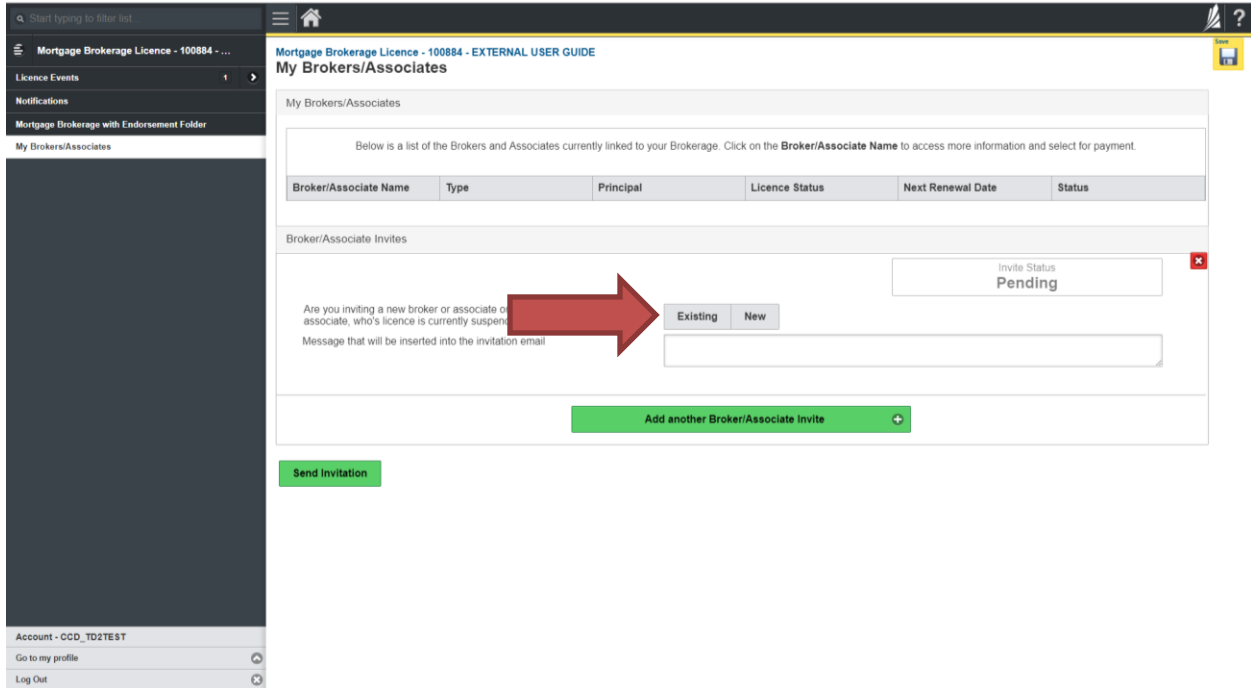 Start typing to filter list...
?
Mortgage Brokerage Licence - 100884 - ...
Licence Events 1
Notifications
Mortgage Brokerage with Endorsement Folder
My Brokers/Associates
Save
Mortgage Brokerage Licence - 100884 - EXTERNAL USER GUIDE
My Brokers/Associates
My Brokers/Associates
Below is a list of the Brokers and Associates currently linked to your Brokerage. Click on the Broker/Associate Name to access more information and select for payment.
Broker/Associate Name Type Principal Licence Status Next Renewal Date Status
Broker/Associate Invites
Invite Status
Pending
Are you inviting a new broker or associate
associate, who's licence is currently
Existing New
Message that will be inserted into the invitation email
Add another Broker/Associate Invite
Send Invitation
Account - CCD_TD2TEST
Go to my profile
Log Out